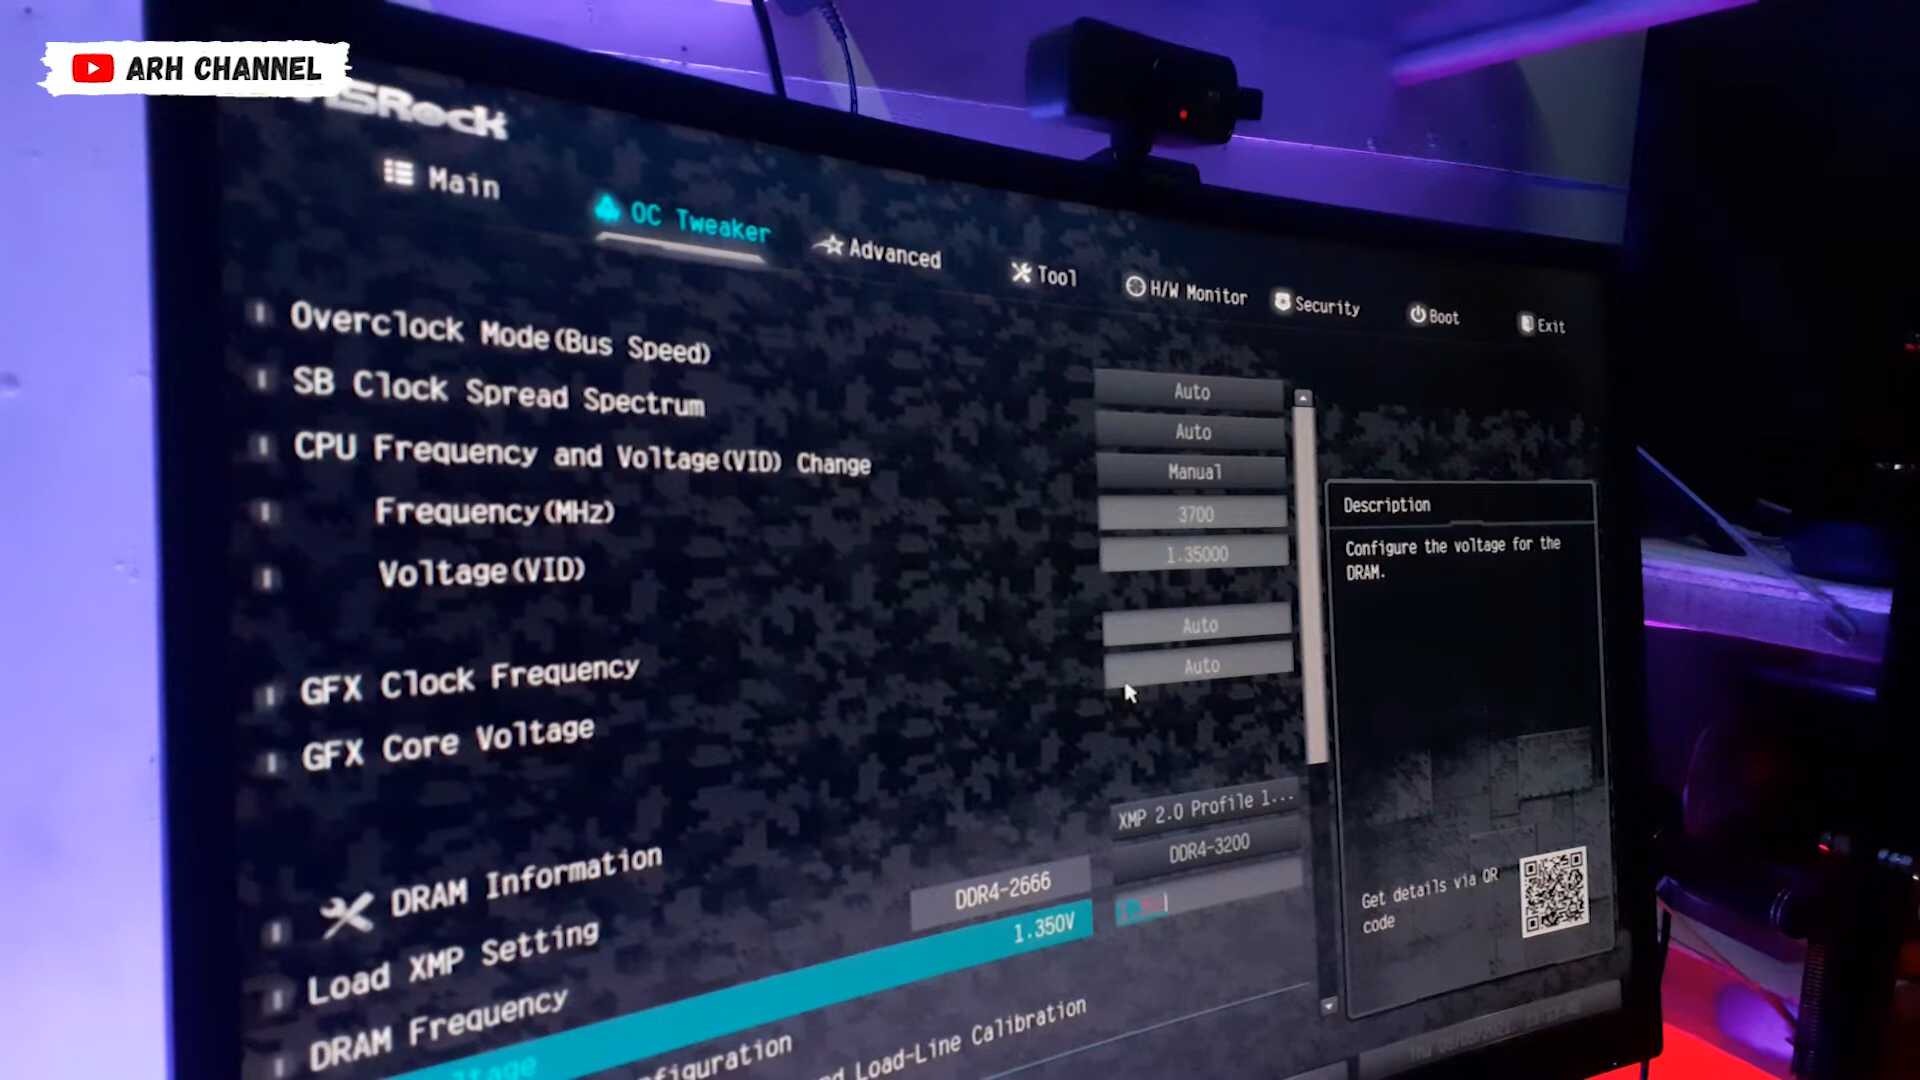 ARH CHANNEL
ASRock
Main
OC Tweaker
Advanced
Tool
H/W Monitor
Security
Boot
Exit
Overclock Mode(Bus Speed)
Auto
SB Clock Spread Spectrum
Auto
CPU Frequency and Voltage(VID) Change
Manual
Frequency(MHz)
3700
Voltage(VID)
1.35000
GFX Clock Frequency
Auto
GFX Core Voltage
Auto
DRAM Information
Load XMP Setting
XMP 2.0 Profile 1...
DRAM Frequency
DDR4-2666
DDR4-3200
1.350V
Load-Line Calibration
Description
Configure the voltage for the
DRAM.
Get details via QR
code